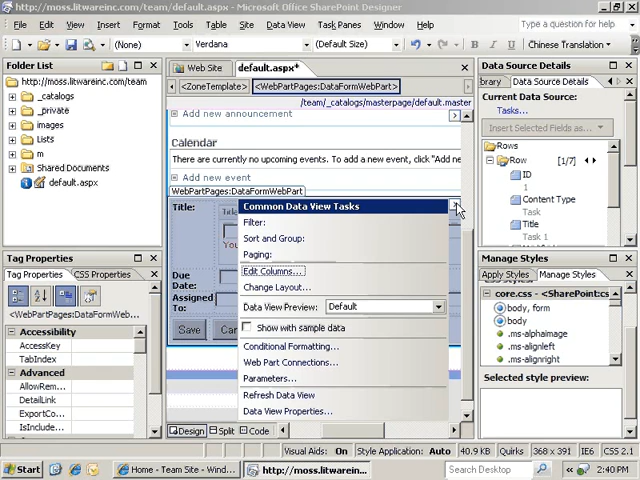 http://moss.litwareinc.com/team/default.aspx - Microsoft Office SharePoint Designer
File Edit View Insert Format Tools Table Site Data View Task Panes Window Help
Type a question for help
(None) Verdana (Default Size) Chinese Translation
Folder List
http://moss.litwareinc.com/team
_catalogs
_private
images
Lists
m
Shared Documents
default.aspx
Tag Properties
Tag Properties CSS Properties
<WebPartPages:DataFormWeb...
Accessibility
AccessKey
TabIndex
Advanced
AllowRem...
DetailLink
ExportCo...
IsInclude...
Web Site default.aspx*
<ZoneTemplate> <WebPartPages:DataFormWebPart>
/team/_catalogs/masterpage/default.master
Add new announcement
Calendar
There are currently no upcoming events. To add a new event, click "Add ne
Add new event
WebPartPages:DataFormWebPart
Title:
Due
Date:
Assigned
To:
Save
Common Data View Tasks
Filter:
Sort and Group:
Paging:
Edit Columns...
Change Layout...
Data View Preview: Default
Show with sample data
Conditional Formatting...
Web Part Connections...
Parameters...
Refresh Data View
Data View Properties...
Design Split Code
Data Source Details
ibrary Data Source Details
Current Data Source:
Tasks...
Insert Selected Fields as...
Rows
Row [1/7]
ID
1
Content Type
Task
Title
Task 1
Manage Styles
Apply Styles Manage Styles
core.css - <SharePoint:cs
body, form
body
.ms-alphaimage
.ms-alignleft
.ms-alignright
Selected style preview:
Visual Aids: On Style Application: Auto 40.9 KB Quirks 368 x 391 IE6 CSS 2.1
Start Home - Team Site - Wind... http://moss.litwarein... Search Desktop 2:40 PM